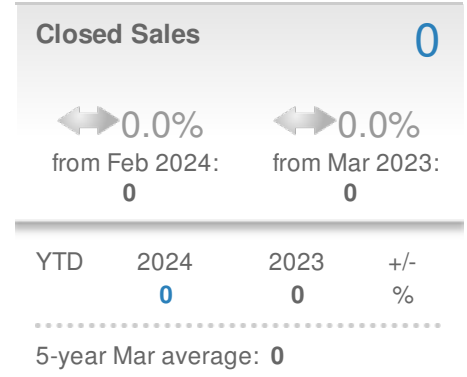 Closed Sales 0
0.0% 0.0%
from Feb 2024: from Mar 2023:
0 0
YTD 2024 2023 +/-
0 0 %
5-year Mar average: 0